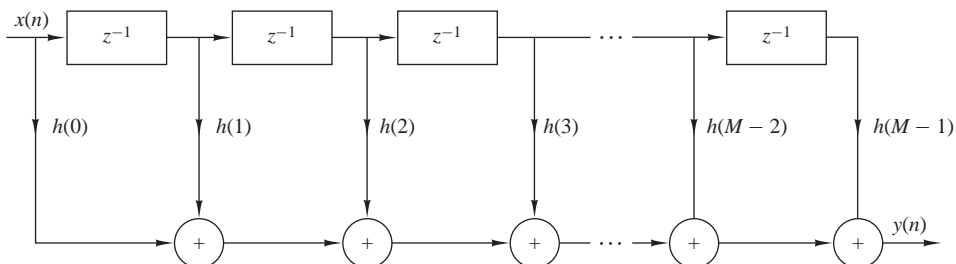 x(n)
z⁻¹ z⁻¹ z⁻¹ ... z⁻¹
h(0) h(1) h(2) h(3) h(M − 2) h(M − 1)
+ + + ... + + y(n)